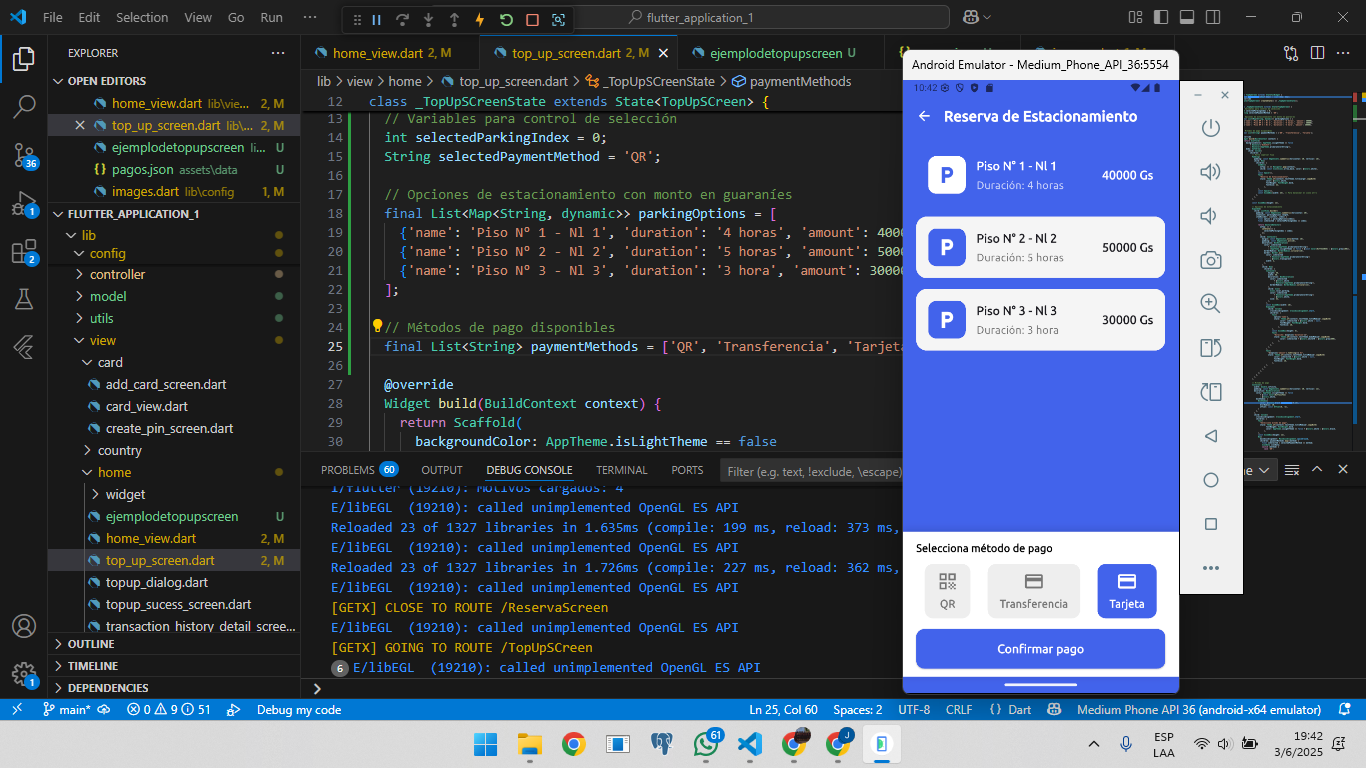 File Edit Selection View Go Run ···
flutter_application_1
EXPLORER
OPEN EDITORS
home_view.dart lib\vie... 2, M
top_up_screen.dart lib\... 2, M
ejemplodetopupscreen li... U
pagos.json assets\data U
images.dart lib\config 1, M
FLUTTER_APPLICATION_1
lib
config
controller
model
utils
view
card
add_card_screen.dart
card_view.dart
create_pin_screen.dart
country
home
widget
ejemplodetopupscreen U
home_view.dart 2, M
top_up_screen.dart 2, M
topup_dialog.dart
topup_sucess_screen.dart
transaction_history_detail_scree...
OUTLINE
TIMELINE
DEPENDENCIES
36
1
2
1
home_view.dart 2, M
top_up_screen.dart 2, M
ejemplodetopupscreen U
lib > view > home > top_up_screen.dart > _TopUpSCreenState > paymentMethods
12 class _TopUpSCreenState extends State<TopUpSCreen> {
13 // Variables para control de selección
14 int selectedParkingIndex = 0;
15 String selectedPaymentMethod = 'QR';
16
17 // Opciones de estacionamiento con monto en guaraníes
18 final List<Map<String, dynamic>> parkingOptions = [
19 {'name': 'Piso Nº 1 - Nl 1', 'duration': '4 horas', 'amount': 4000
20 {'name': 'Piso Nº 2 - Nl 2', 'duration': '5 horas', 'amount': 5000
21 {'name': 'Piso Nº 3 - Nl 3', 'duration': '3 hora', 'amount': 30000
22 ];
23
24 // Métodos de pago disponibles
25 final List<String> paymentMethods = ['QR', 'Transferencia', 'Tarjeta
26
27 @override
28 Widget build(BuildContext context) {
29 return Scaffold(
30 backgroundColor: AppTheme.isLightTheme == false
PROBLEMS 60 OUTPUT DEBUG CONSOLE TERMINAL PORTS Filter (e.g. text, !exclude, \escape)
I/flutter (19210): Motivos cargados: 4
E/libEGL (19210): called unimplemented OpenGL ES API
Reloaded 23 of 1327 libraries in 1.635ms (compile: 199 ms, reload: 373 ms,
E/libEGL (19210): called unimplemented OpenGL ES API
Reloaded 23 of 1327 libraries in 1.726ms (compile: 227 ms, reload: 362 ms,
E/libEGL (19210): called unimplemented OpenGL ES API
[GETX] CLOSE TO ROUTE /ReservaScreen
E/libEGL (19210): called unimplemented OpenGL ES API
[GETX] GOING TO ROUTE /TopUpSCreen
6 E/libEGL (19210): called unimplemented OpenGL ES API
Android Emulator - Medium_Phone_API_36:5554
10:42
Reserva de Estacionamiento
P
Piso N° 1 - Nl 1
Duración: 4 horas
40000 Gs
P
Piso N° 2 - Nl 2
Duración: 5 horas
50000 Gs
P
Piso N° 3 - Nl 3
Duración: 3 hora
30000 Gs
Selecciona método de pago
QR Transferencia Tarjeta
Confirmar pago
main* 0 9 51 Debug my code Ln 25, Col 60 Spaces: 2 UTF-8 CRLF {} Dart Medium Phone API 36 (android-x64 emulator)
61
J
ESP
LAA
19:42
3/6/2025